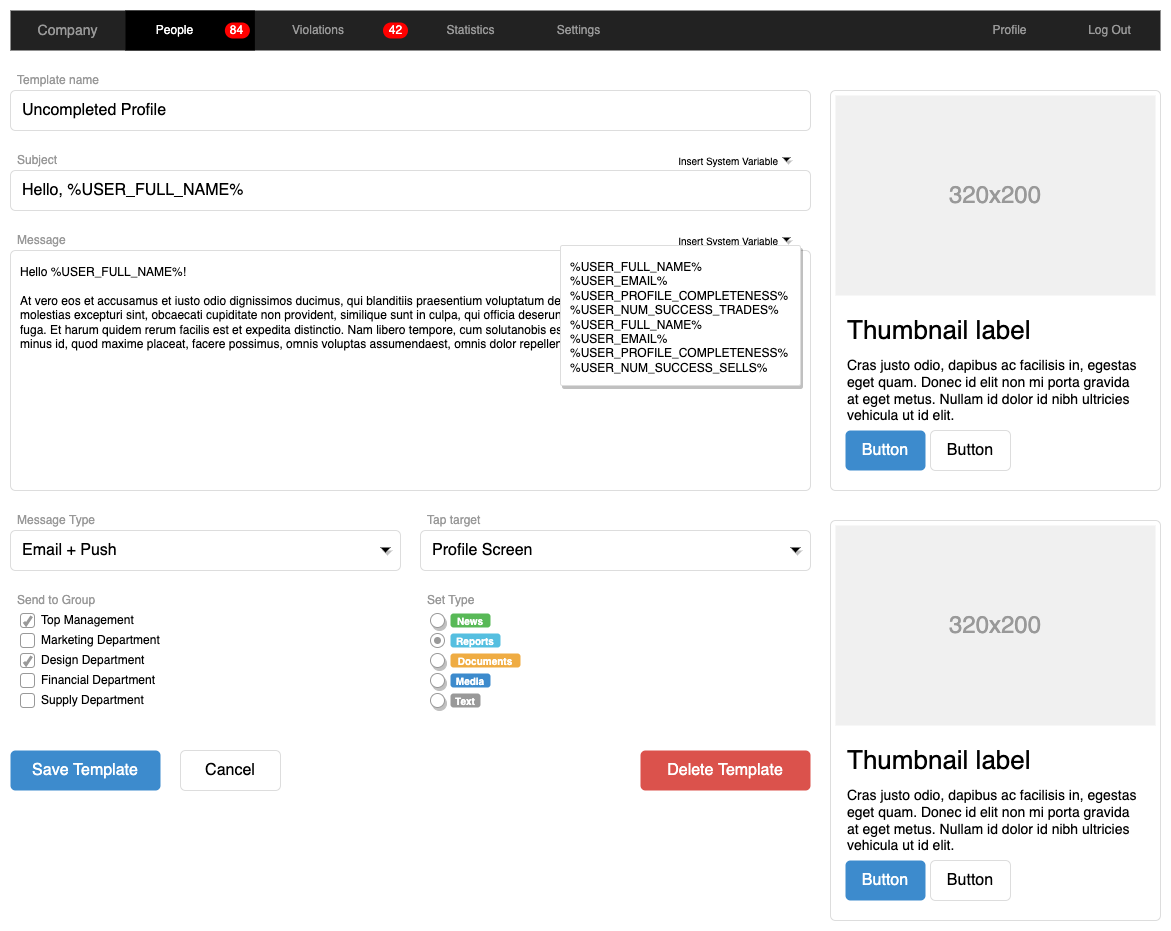 Company People 84 Violations 42 Statistics Settings Profile Log Out
Template name
Uncompleted Profile
Subject Insert System Variable
Hello, %USER_FULL_NAME%
Message Insert System Variable
Hello %USER_FULL_NAME%!
At vero eos et accusamus et iusto odio dignissimos ducimus, qui blanditiis praesentium voluptatum de
molestias excepturi sint, obcaecati cupiditate non provident, similique sunt in culpa, qui officia deserun
fuga. Et harum quidem rerum facilis est et expedita distinctio. Nam libero tempore, cum solutanobis es
minus id, quod maxime placeat, facere possimus, omnis voluptas assumendaest, omnis dolor repellen
%USER_FULL_NAME%
%USER_EMAIL%
%USER_PROFILE_COMPLETENESS%
%USER_NUM_SUCCESS_TRADES%
%USER_FULL_NAME%
%USER_EMAIL%
%USER_PROFILE_COMPLETENESS%
%USER_NUM_SUCCESS_SELLS%
Message Type
Email + Push
Tap target
Profile Screen
Send to Group
Top Management
Marketing Department
Design Department
Financial Department
Supply Department
Set Type
News
Reports
Documents
Media
Text
Save Template
Cancel
Delete Template
320x200
Thumbnail label
Cras justo odio, dapibus ac facilisis in, egestas
eget quam. Donec id elit non mi porta gravida
at eget metus. Nullam id dolor id nibh ultricies
vehicula ut id elit.
Button Button
320x200
Thumbnail label
Cras justo odio, dapibus ac facilisis in, egestas
eget quam. Donec id elit non mi porta gravida
at eget metus. Nullam id dolor id nibh ultricies
vehicula ut id elit.
Button Button